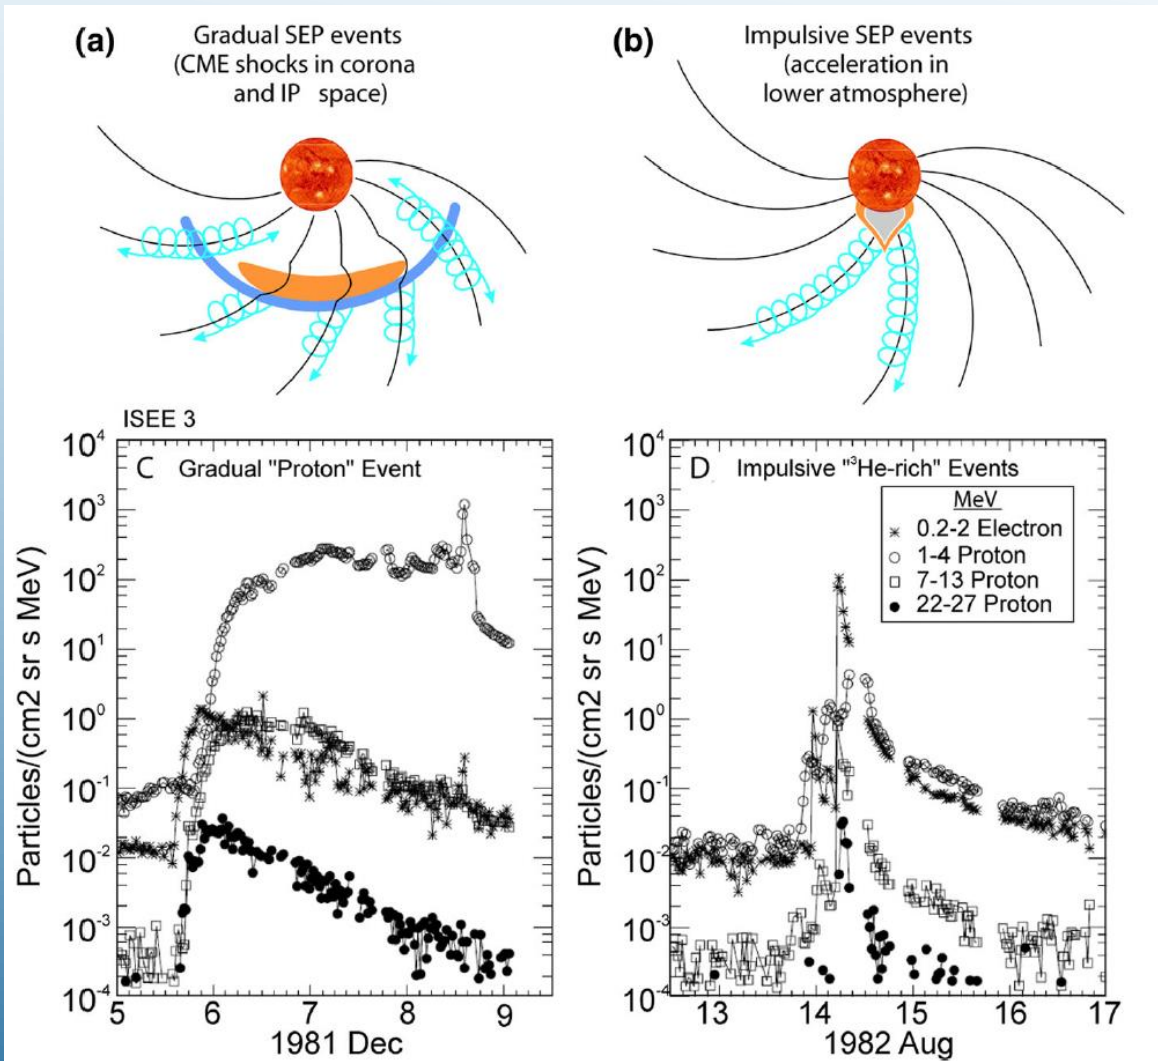 (a)
Gradual SEP events
(CME shocks in corona
and IP space)
(b)
Impulsive SEP events
(acceleration in
lower atmosphere)
ISEE 3
C Gradual "Proton" Event
Particles/(cm2 sr s MeV)
10^4
10^3
10^2
10^1
10^0
10^-1
10^-2
10^-3
10^-4
5 6 7 8 9
1981 Dec
D Impulsive "³He-rich" Events
MeV
0.2-2 Electron
1-4 Proton
7-13 Proton
22-27 Proton
Particles/(cm2 sr s MeV)
10^4
10^3
10^2
10^1
10^0
10^-1
10^-2
10^-3
10^-4
13 14 15 16 17
1982 Aug